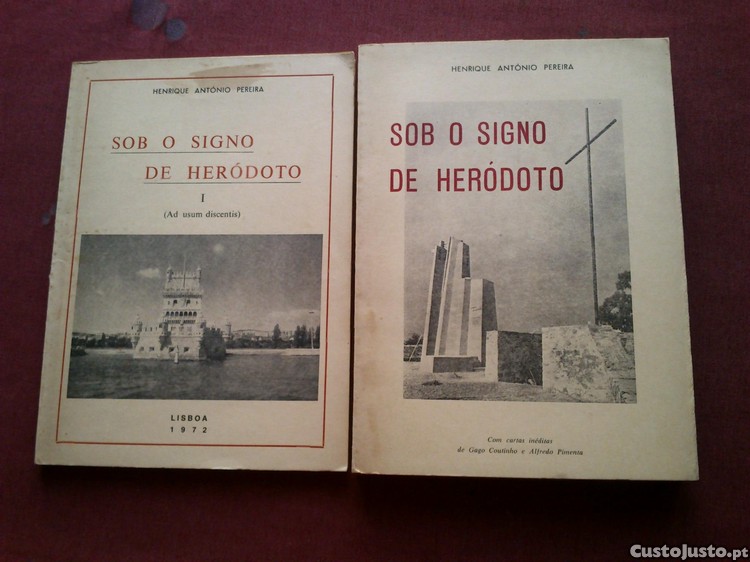 HENRIQUE ANTÓNIO PEREIRA
SOB O SIGNO
DE HERÓDOTO
I
(Ad usum discentis)
LISBOA
1972
HENRIQUE ANTÓNIO PEREIRA
SOB O SIGNO
DE HERÓDOTO
Com cartas inéditas
de Gago Coutinho e Alfredo Pimenta
CustoJusto.pt